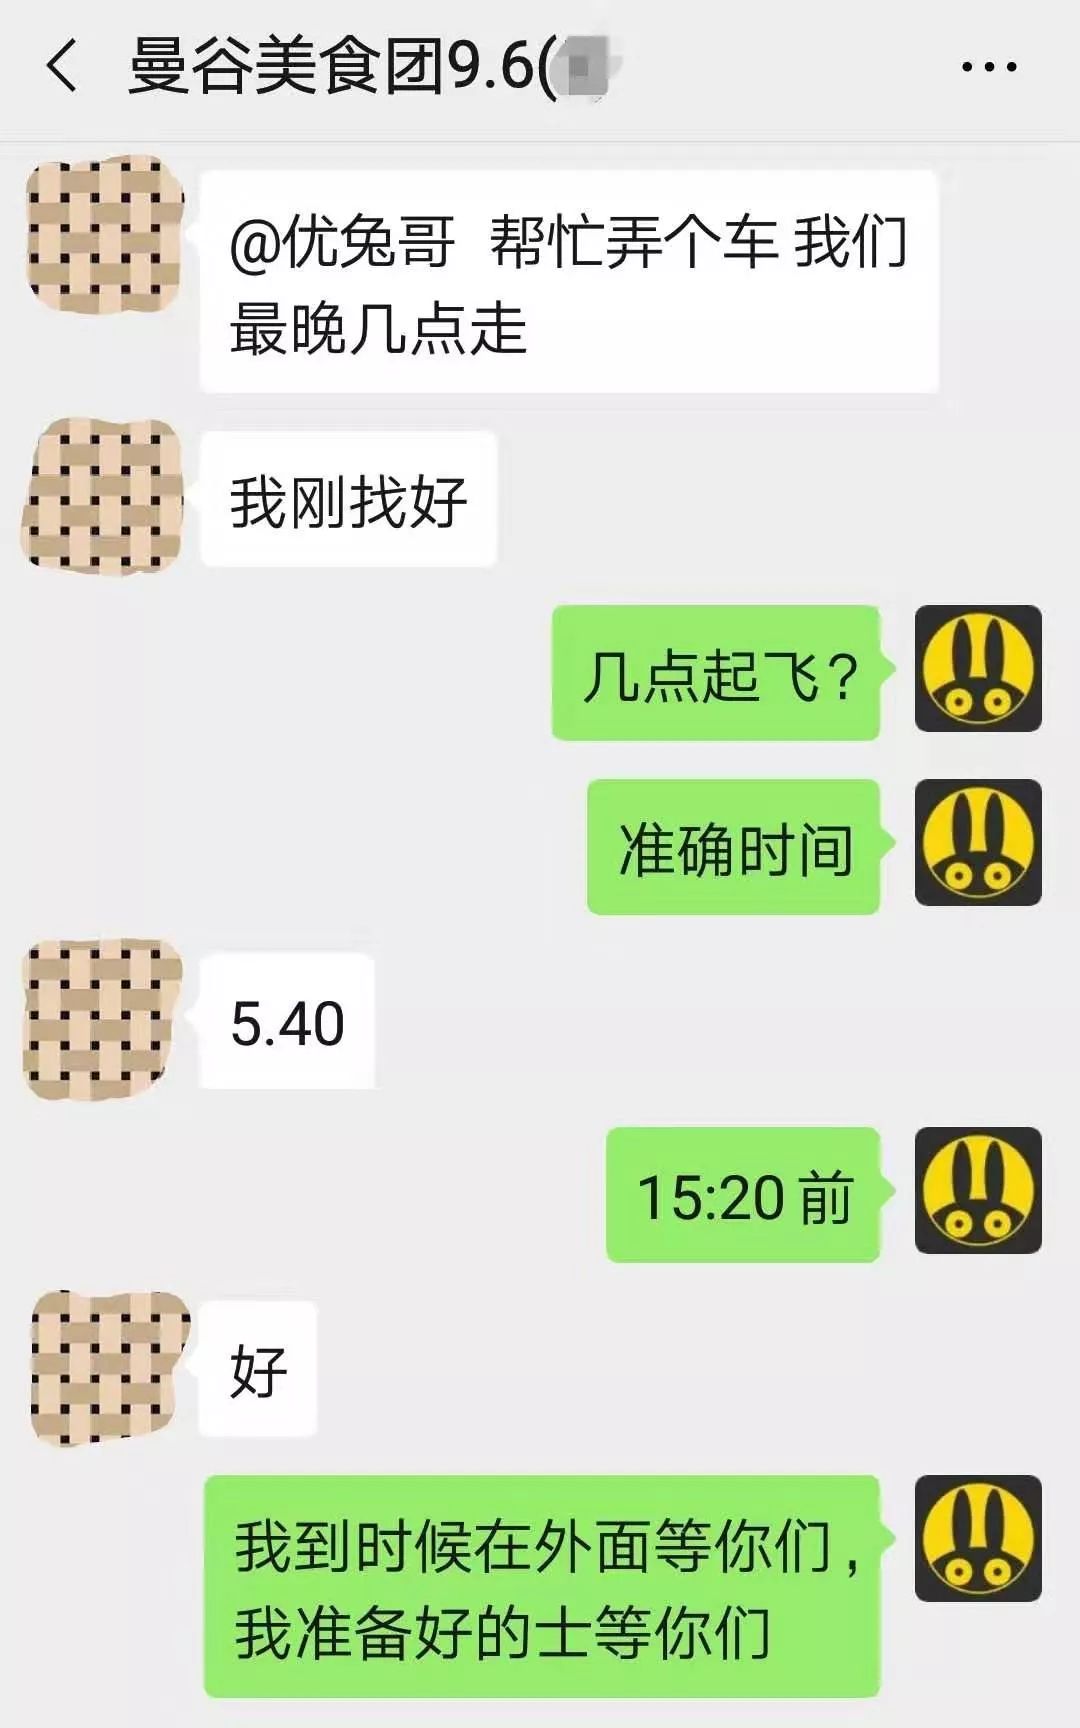 曼谷美食团9.6(
@优兔哥 帮忙弄个车 我们
最晚几点走
我刚找好
几点起飞?
准确时间
5.40
15:20 前
好
我到时候在外面等你们,
我准备好的士等你们